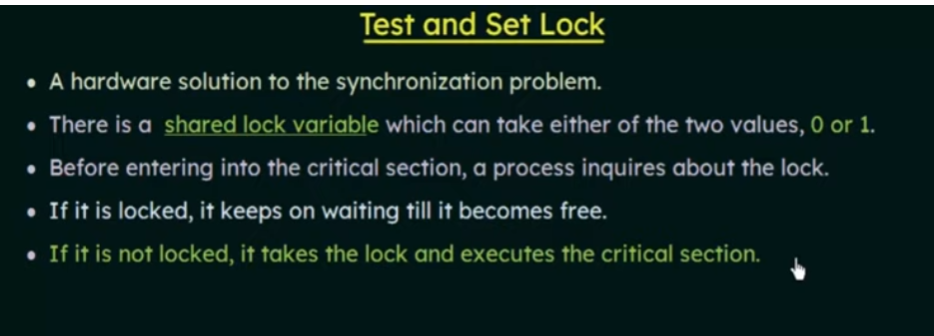 Test and Set Lock
• A hardware solution to the synchronization problem.
• There is a shared lock variable which can take either of the two values, 0 or 1.
• Before entering into the critical section, a process inquires about the lock.
• If it is locked, it keeps on waiting till it becomes free.
• If it is not locked, it takes the lock and executes the critical section.